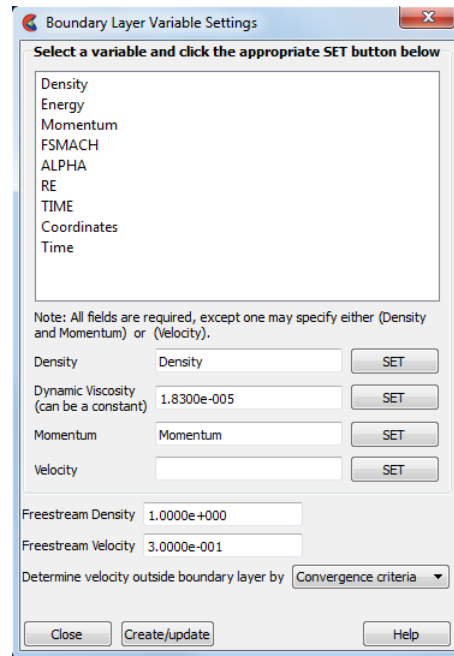 Boundary Layer Variable Settings
Select a variable and click the appropriate SET button below
Density
Energy
Momentum
FSMACH
ALPHA
RE
TIME
Coordinates
Time
Note: All fields are required, except one may specify either (Density
and Momentum) or (Velocity).
Density Density SET
Dynamic Viscosity
(can be a constant) 1.8300e-005 SET
Momentum Momentum SET
Velocity SET
Freestream Density 1.0000e+000
Freestream Velocity 3.0000e-001
Determine velocity outside boundary layer by Convergence criteria
Close Create/update Help